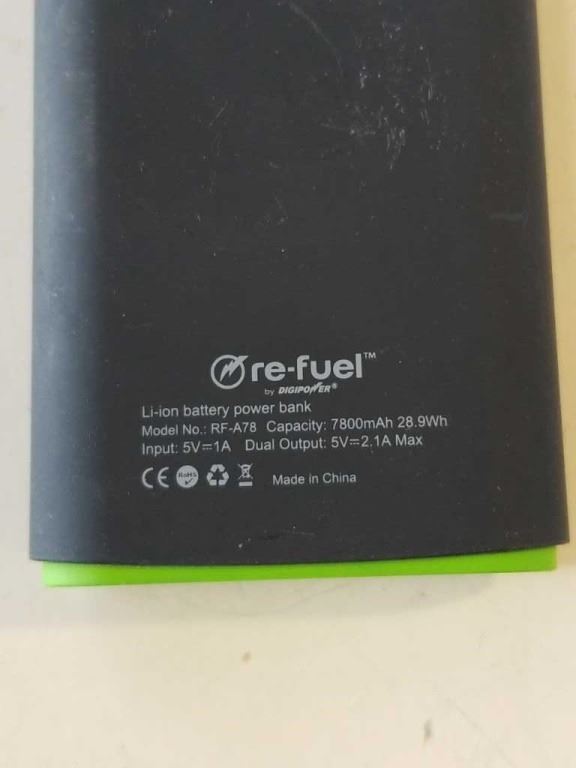 re-fuel™
by DIGIPOWER®
Li-ion battery power bank
Model No.: RF-A78 Capacity: 7800mAh 28.9Wh
Input: 5V⎓1A Dual Output: 5V⎓2.1A Max
CE RoHS Made in China